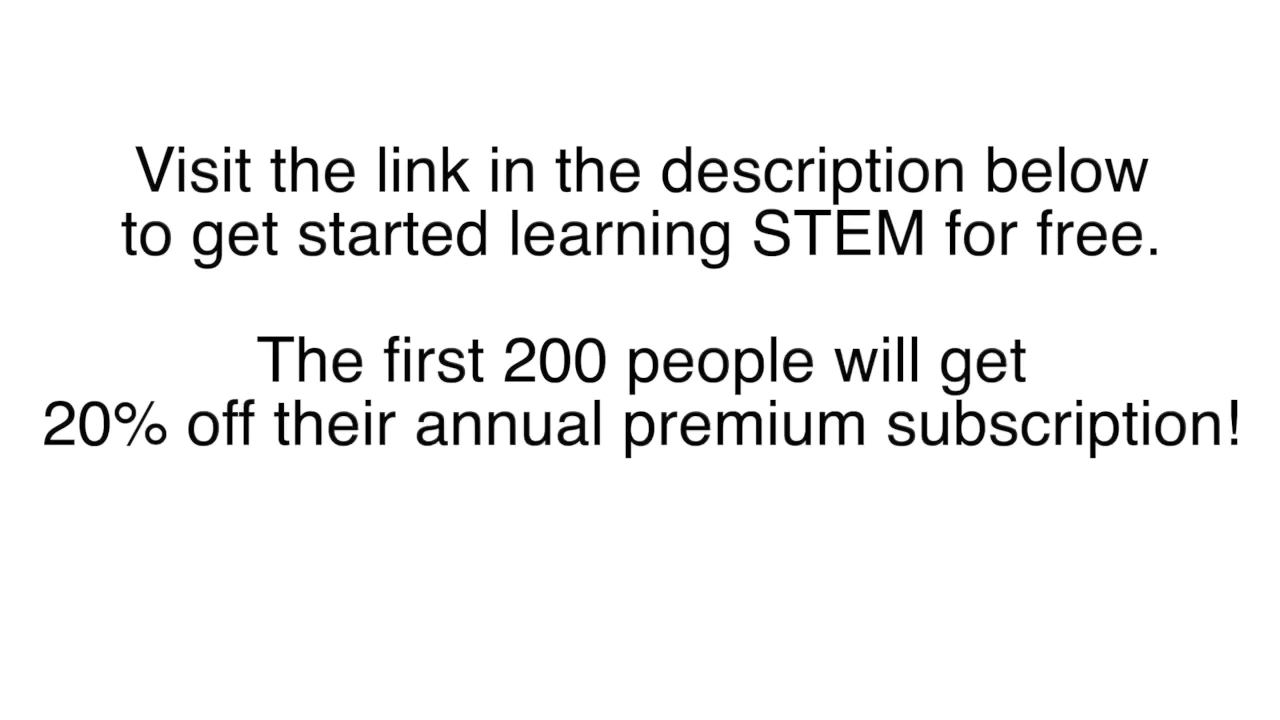 Visit the link in the description below
to get started learning STEM for free.
The first 200 people will get
20% off their annual premium subscription!